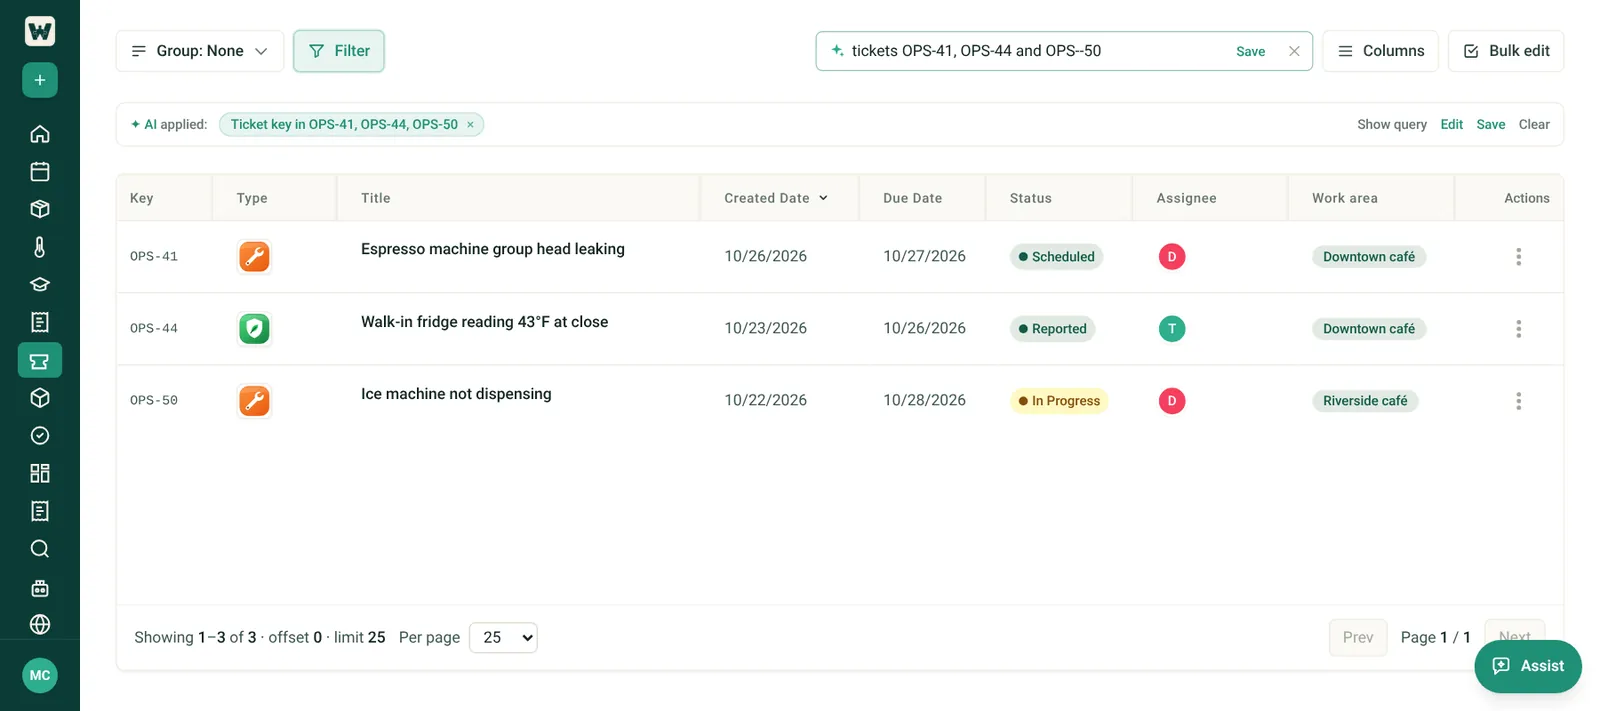 W
Group: None
Filter
tickets OPS-41, OPS-44 and OPS--50
Save
Columns
Bulk edit
AI applied:
Ticket key in OPS-41, OPS-44, OPS-50 ×
Show query
Edit
Save
Clear
Key
Type
Title
Created Date
Due Date
Status
Assignee
Work area
Actions
OPS-41
Espresso machine group head leaking
10/26/2026
10/27/2026
Scheduled
D
Downtown café
OPS-44
Walk-in fridge reading 43°F at close
10/23/2026
10/26/2026
Reported
T
Downtown café
OPS-50
Ice machine not dispensing
10/22/2026
10/28/2026
In Progress
D
Riverside café
Showing 1–3 of 3 · offset 0 · limit 25
Per page
25
Prev
Page 1 / 1
Next
Assist
MC